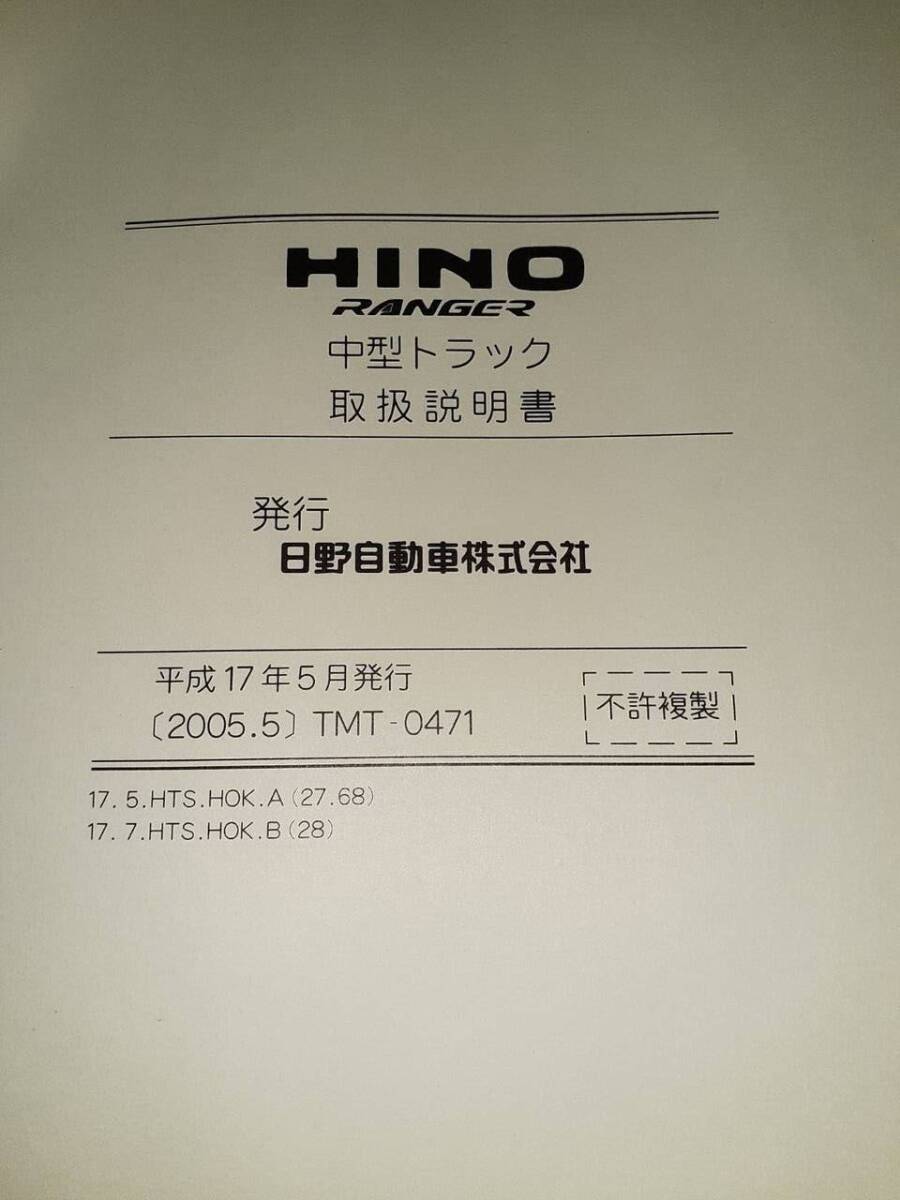 HINO
RANGER
中型トラック
取扱説明書
発行
日野自動車株式会社
平成17年5月発行
〔2005.5〕TMT-0471
不許複製
17. 5.HTS.HOK.A(27.68)
17. 7.HTS.HOK.B(28)